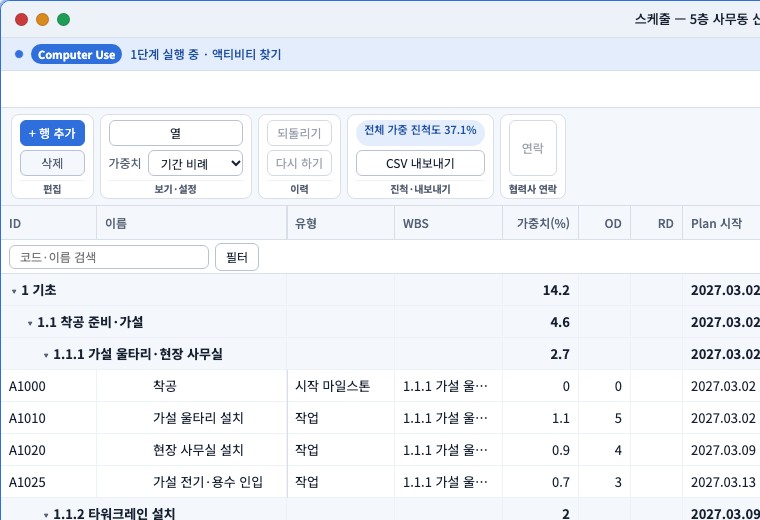 스케줄 — 5층 사무동 신
Computer Use 1단계 실행 중 · 액티비티 찾기
+ 행 추가 열 되돌리기 전체 가중 진척도 37.1% 연락
삭제 가중치 기간 비례 다시 하기 CSV 내보내기
편집 보기·설정 이력 진척·내보내기 협력사 연락
ID 이름 유형 WBS 가중치(%) OD RD Plan 시작
코드·이름 검색 필터
▾ 1 기초 14.2 2027.03.02
▾ 1.1 착공 준비·가설 4.6 2027.03.02
▾ 1.1.1 가설 울타리·현장 사무실 2.7 2027.03.02
A1000 착공 시작 마일스톤 1.1.1 가설 울… 0 0 2027.03.02
A1010 가설 울타리 설치 작업 1.1.1 가설 울… 1.1 5 2027.03.02
A1020 현장 사무실 설치 작업 1.1.1 가설 울… 0.9 4 2027.03.09
A1025 가설 전기·용수 인입 작업 1.1.1 가설 울… 0.7 3 2027.03.13
▾ 1.1.2 타워크레인 설치 2 2027.03.09